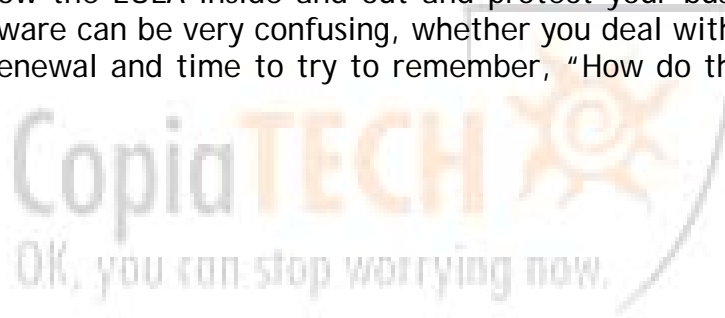 ow the EULA inside and out and protect your bus
ware can be very confusing, whether you deal with
enewal and time to try to remember, “How do th
CopiaTECH
OK, you can stop worrying now.